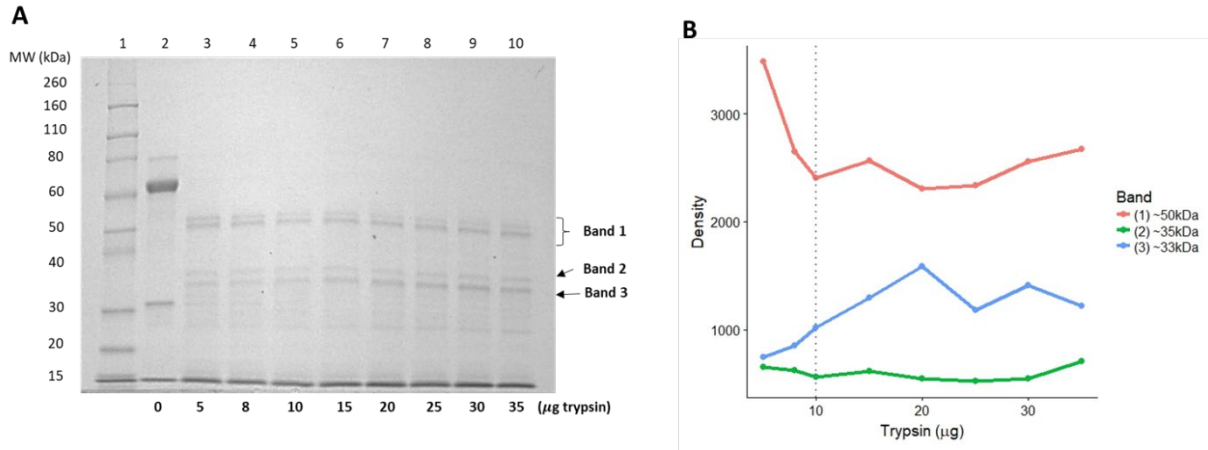 A
1 2 3 4 5 6 7 8 9 10
MW (kDa)
260
160
110
80
60
50
40
30
20
15
Band 1
Band 2
Band 3
0 5 8 10 15 20 25 30 35 (μg trypsin)
B
Density
3000
2000
1000
10 20 30
Trypsin (μg)
Band
(1) ~50kDa
(2) ~35kDa
(3) ~33kDa